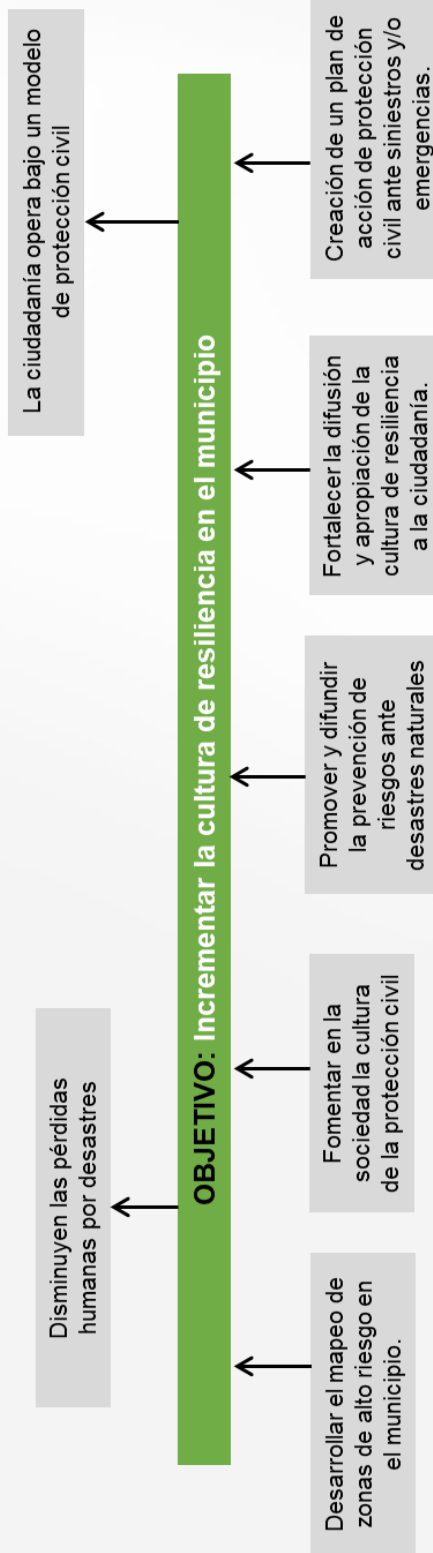 Disminuyen las pérdidas
humanas por desastres
La ciudadanía opera bajo un modelo
de protección civil
OBJETIVO: Incrementar la cultura de resiliencia en el municipio
Desarrollar el mapeo de
zonas de alto riesgo en
el municipio.
Fomentar en la
sociedad la cultura
de la protección civil
Promover y difundir
la prevención de
riesgos ante
desastres naturales
Fortalecer la difusión
y apropiación de la
cultura de resiliencia
a la ciudadanía.
Creación de un plan de
acción de protección
civil ante siniestros y/o
emergencias.